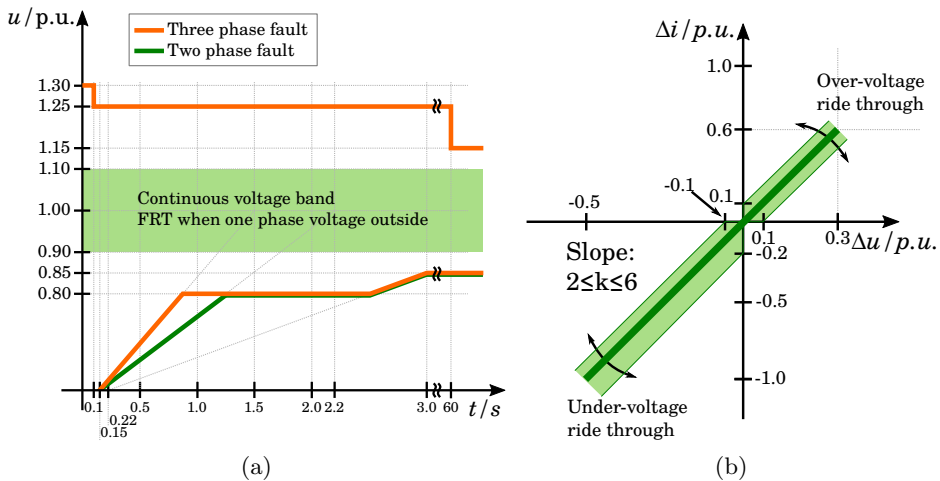 u/p.u.
Three phase fault
Two phase fault
1.30
1.25
1.15
1.10
1.00
0.90
0.85
0.80
Continuous voltage band
FRT when one phase voltage outside
0.1
0.5
1.0
1.5
2.0
2.2
3.0
60
t/s
0.22
0.15
(a)
Δi/p.u.
1.0
Over-voltage
ride through
0.6
-0.1
0.1
-0.5
0.1
0.3
Δu/p.u.
Slope:
2≤k≤6
-0.2
-0.5
-1.0
Under-voltage
ride through
(b)